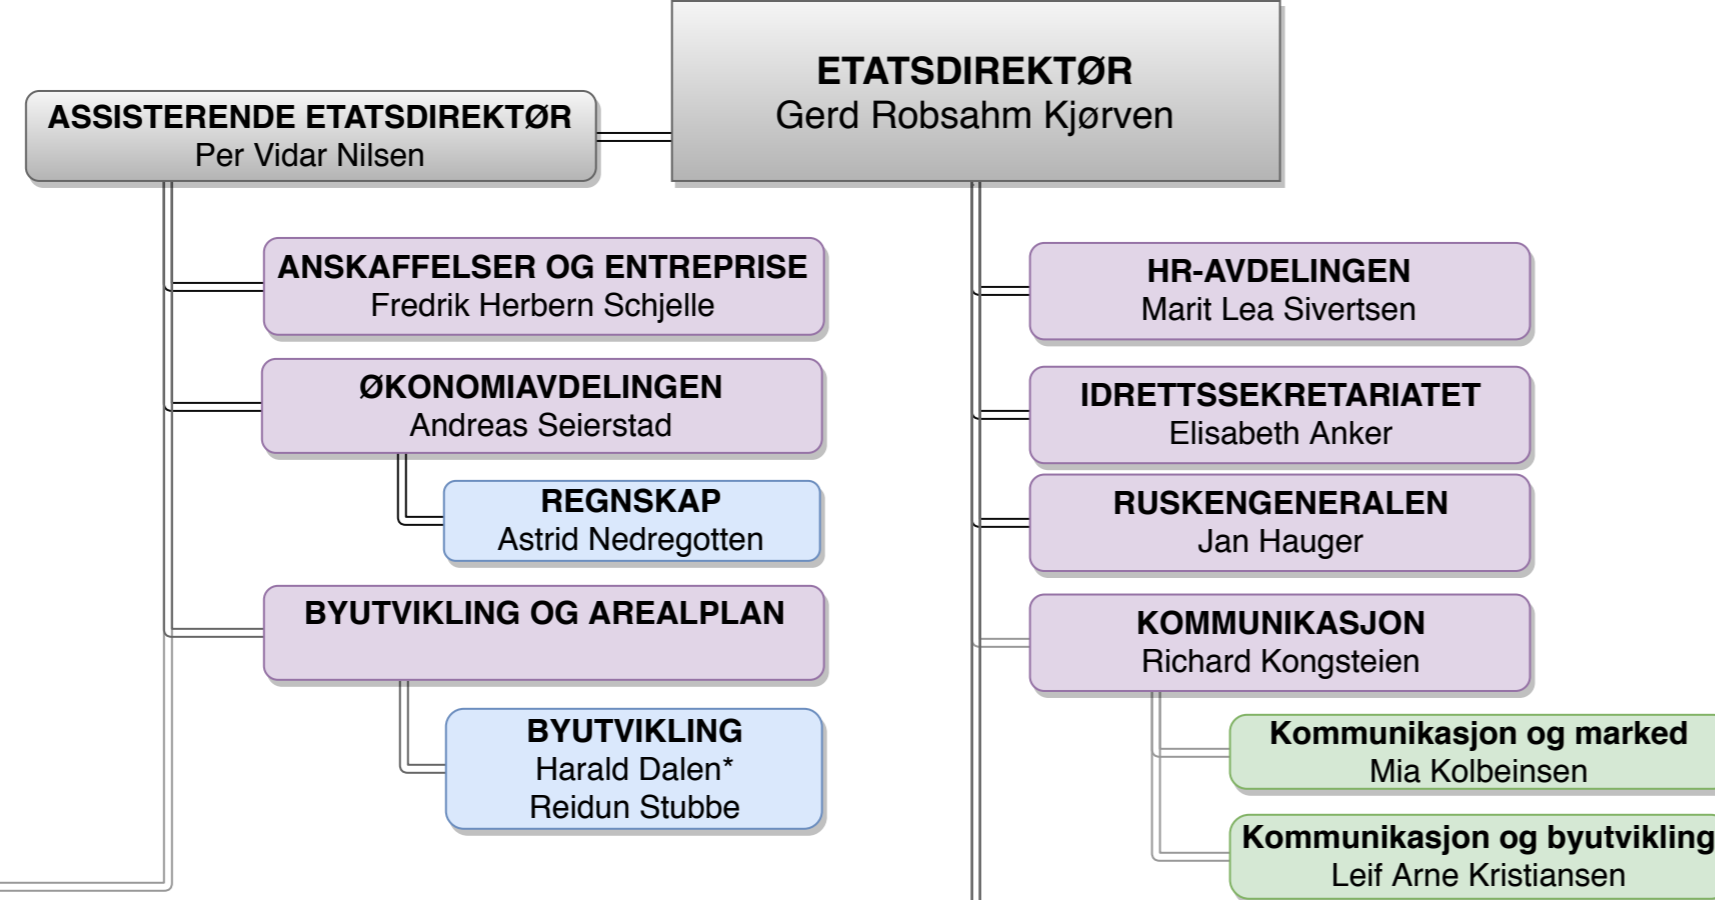 ETATSDIREKTØR
Gerd Robsahm Kjørven
ASSISTERENDE ETATSDIREKTØR
Per Vidar Nilsen
ANSKAFFELSER OG ENTREPRISE
Fredrik Herbern Schjelle
ØKONOMIAVDELINGEN
Andreas Seierstad
REGNSKAP
Astrid Nedregotten
BYUTVIKLING OG AREALPLAN
BYUTVIKLING
Harald Dalen*
Reidun Stubbe
HR-AVDELINGEN
Marit Lea Sivertsen
IDRETTSSEKRETARIATET
Elisabeth Anker
RUSKENGENERALEN
Jan Hauger
KOMMUNIKASJON
Richard Kongsteien
Kommunikasjon og marked
Mia Kolbeinsen
Kommunikasjon og byutvikling
Leif Arne Kristiansen